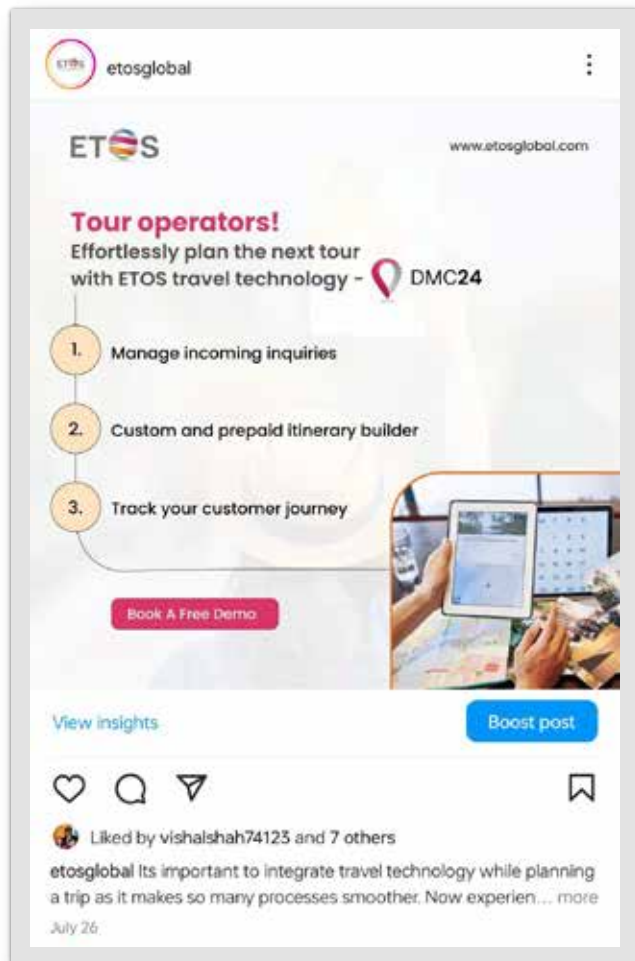 ETOS
etosglobal
ETOS
www.etosglobal.com
Tour operators!
Effortlessly plan the next tour
with ETOS travel technology - DMC24
1. Manage incoming inquiries
2. Custom and prepaid itinerary builder
3. Track your customer journey
Book A Free Demo
View insights
Boost post
Liked by vishalshah74123 and 7 others
etosglobal Its important to integrate travel technology while planning
a trip as it makes so many processes smoother. Now experien... more
July 26